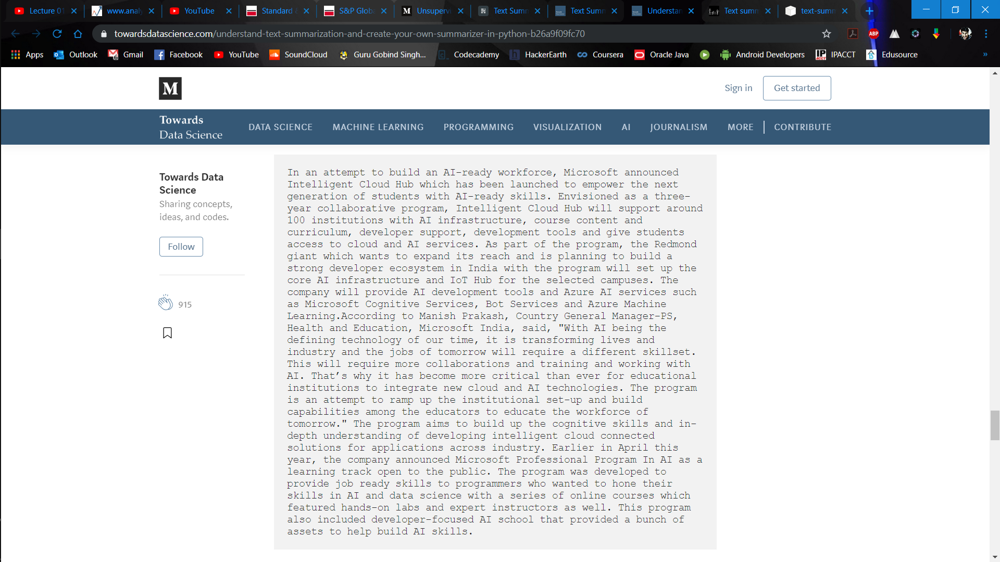 Lecture 01
www.analy
YouTube
Standard &
S&P Globa
Unsupervi
Text Summ
Text Summ
Understan
Text summ
text-summ
towardsdatascience.com/understand-text-summarization-and-create-your-own-summarizer-in-python-b26a9f09fc70
ABP
Apps
Outlook
Gmail
Facebook
YouTube
SoundCloud
Guru Gobind Singh...
Codecademy
HackerEarth
Coursera
Oracle Java
Android Developers
IPACCT
Edusource
»
M
Sign in
Get started
Towards
Data Science
DATA SCIENCE
MACHINE LEARNING
PROGRAMMING
VISUALIZATION
AI
JOURNALISM
MORE
CONTRIBUTE
Towards Data
Science
Sharing concepts,
ideas, and codes.
Follow
915
In an attempt to build an AI-ready workforce, Microsoft announced
Intelligent Cloud Hub which has been launched to empower the next
generation of students with AI-ready skills. Envisioned as a three-
year collaborative program, Intelligent Cloud Hub will support around
100 institutions with AI infrastructure, course content and
curriculum, developer support, development tools and give students
access to cloud and AI services. As part of the program, the Redmond
giant which wants to expand its reach and is planning to build a
strong developer ecosystem in India with the program will set up the
core AI infrastructure and IoT Hub for the selected campuses. The
company will provide AI development tools and Azure AI services such
as Microsoft Cognitive Services, Bot Services and Azure Machine
Learning.According to Manish Prakash, Country General Manager-PS,
Health and Education, Microsoft India, said, "With AI being the
defining technology of our time, it is transforming lives and
industry and the jobs of tomorrow will require a different skillset.
This will require more collaborations and training and working with
AI. That’s why it has become more critical than ever for educational
institutions to integrate new cloud and AI technologies. The program
is an attempt to ramp up the institutional set-up and build
capabilities among the educators to educate the workforce of
tomorrow." The program aims to build up the cognitive skills and in-
depth understanding of developing intelligent cloud connected
solutions for applications across industry. Earlier in April this
year, the company announced Microsoft Professional Program In AI as a
learning track open to the public. The program was developed to
provide job ready skills to programmers who wanted to hone their
skills in AI and data science with a series of online courses which
featured hands-on labs and expert instructors as well. This program
also included developer-focused AI school that provided a bunch of
assets to help build AI skills.